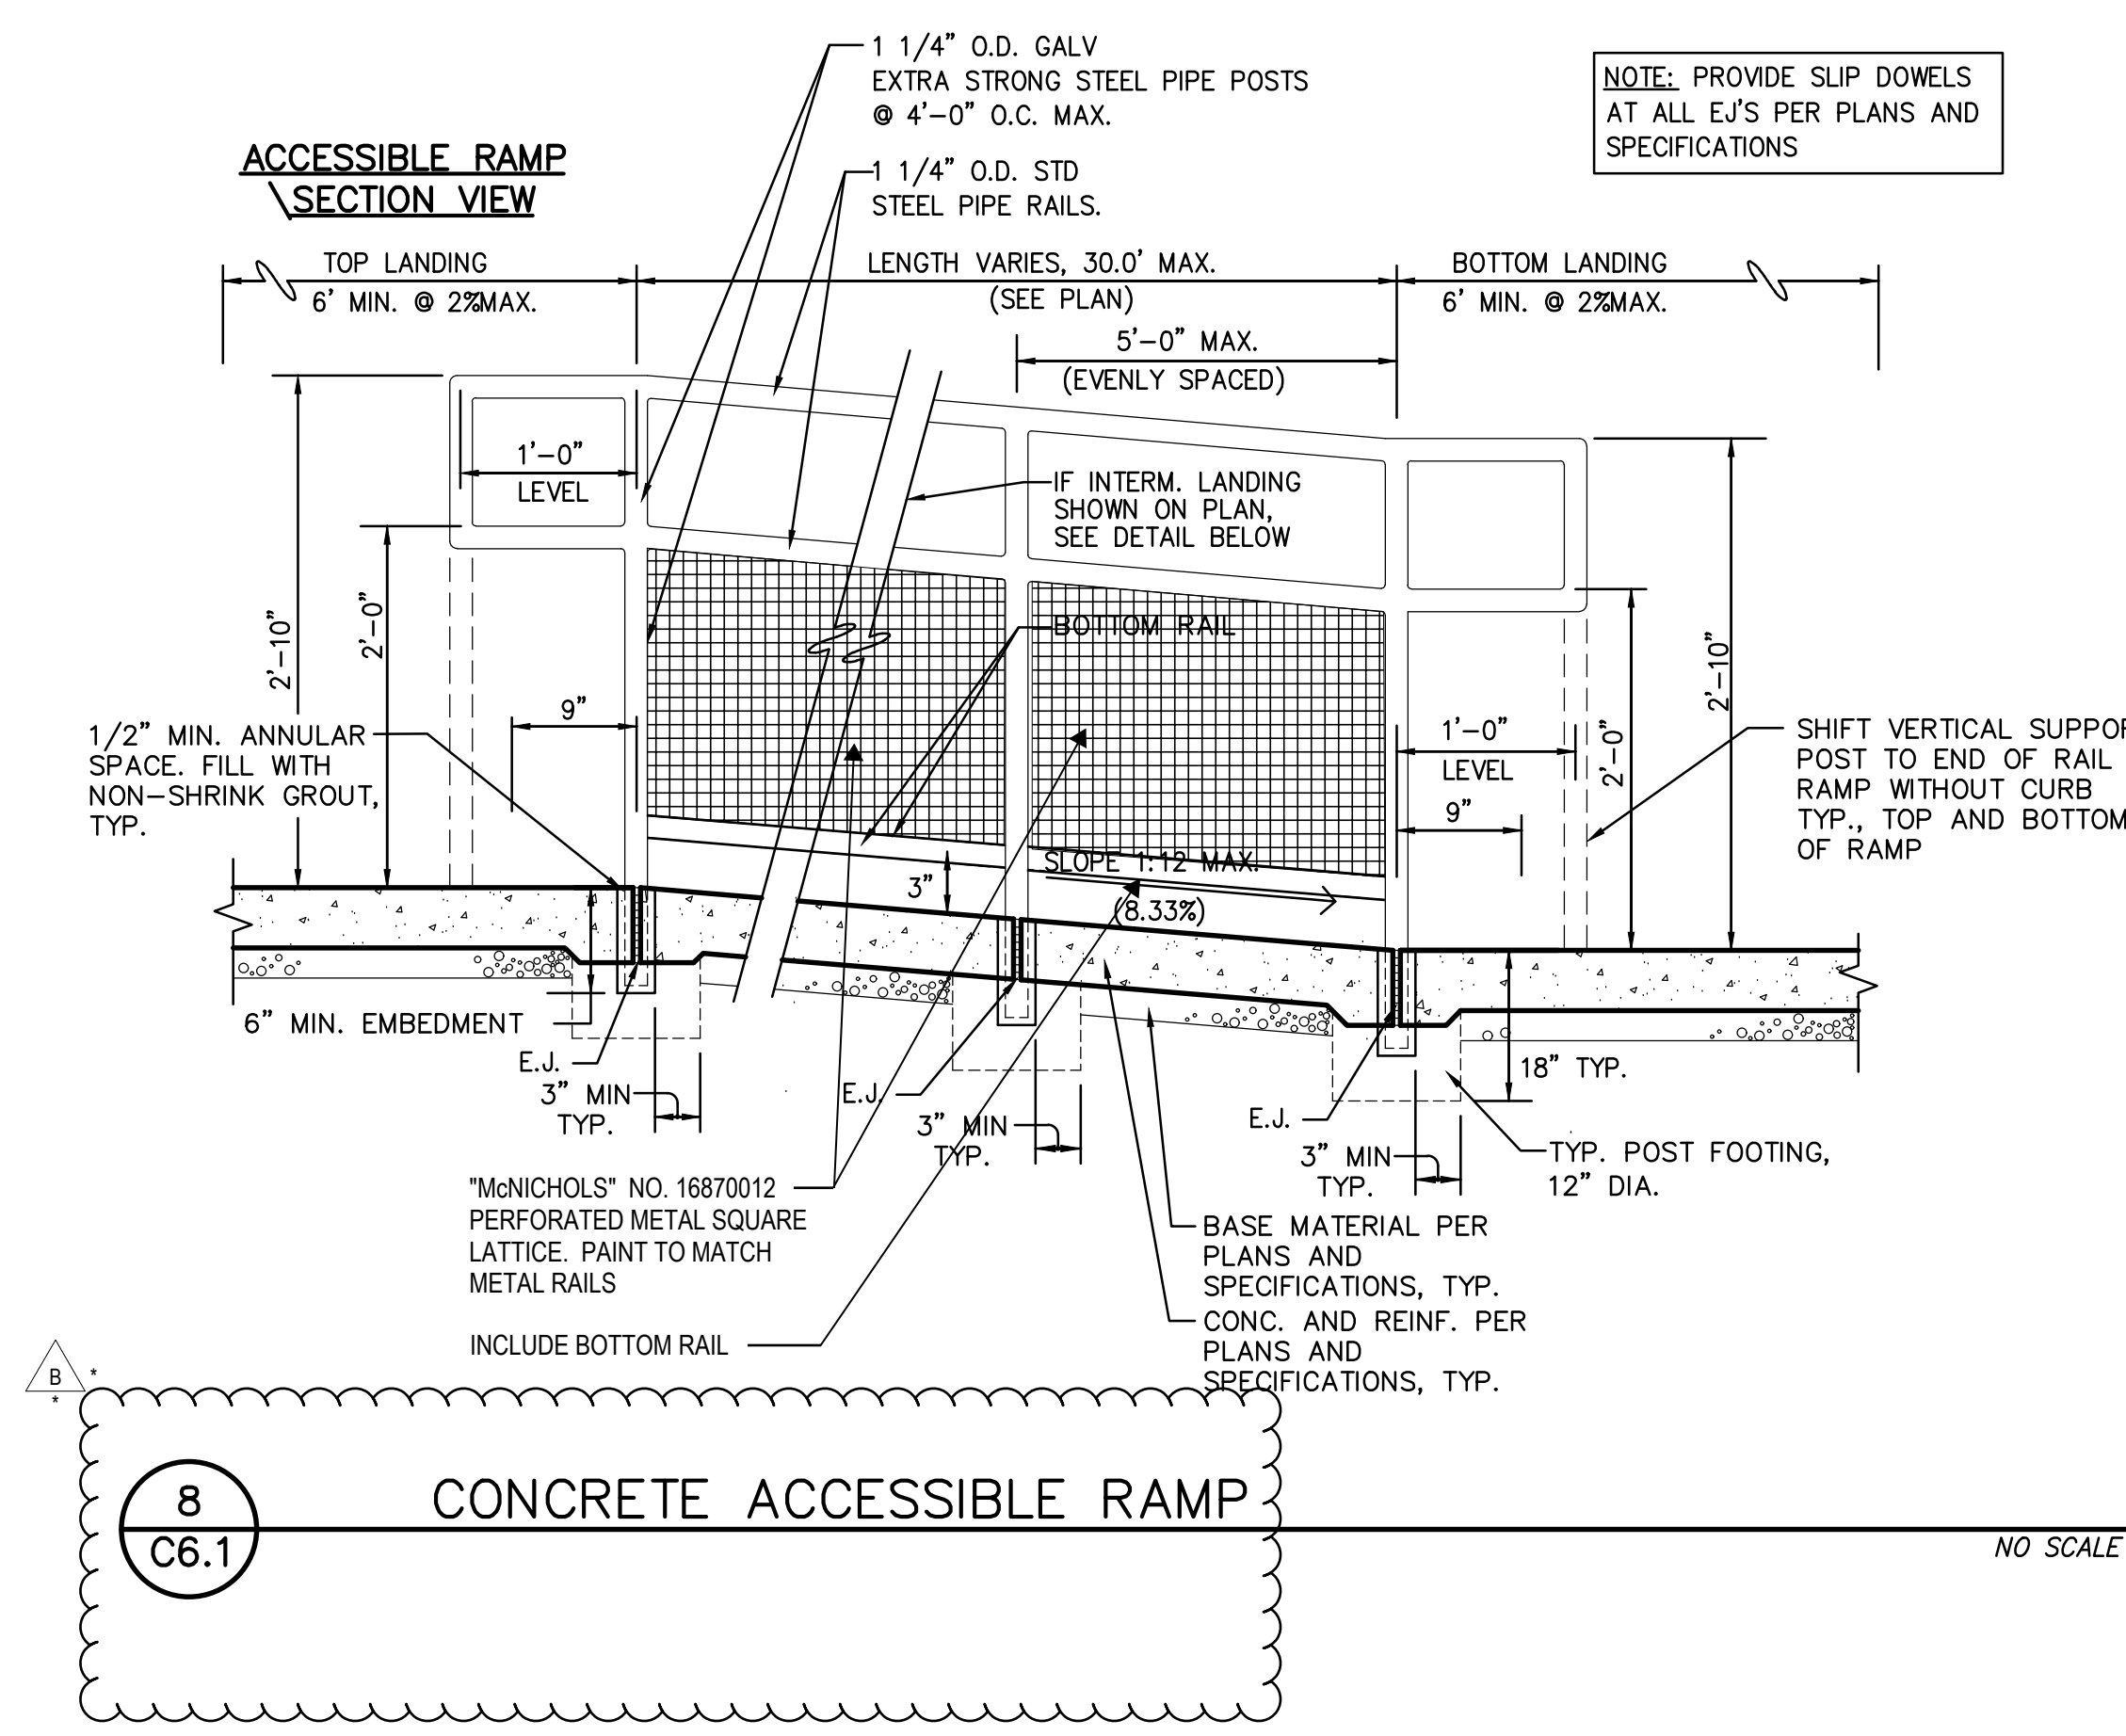 1 1/4" O.D. GALV
EXTRA STRONG STEEL PIPE POSTS
@ 4'-0" O.C. MAX.
NOTE: PROVIDE SLIP DOWELS
AT ALL EJ'S PER PLANS AND
SPECIFICATIONS
ACCESSIBLE RAMP
SECTION VIEW
1 1/4" O.D. STD
STEEL PIPE RAILS.
TOP LANDING
6' MIN. @ 2%MAX.
LENGTH VARIES, 30.0' MAX.
(SEE PLAN)
BOTTOM LANDING
6' MIN. @ 2%MAX.
5'-0" MAX.
(EVENLY SPACED)
1'-0"
LEVEL
IF INTERM. LANDING
SHOWN ON PLAN,
SEE DETAIL BELOW
2'-10"
2'-0"
BOTTOM RAIL
2'-10"
2'-0"
9"
1/2" MIN. ANNULAR
SPACE. FILL WITH
NON-SHRINK GROUT,
TYP.
1'-0"
LEVEL
9"
SHIFT VERTICAL SUPPOR
POST TO END OF RAIL
RAMP WITHOUT CURB
TYP., TOP AND BOTTOM
OF RAMP
3"
SLOPE 1:12 MAX.
(8.33%)
6" MIN. EMBEDMENT
E.J.
3" MIN
TYP.
E.J.
3" MIN
TYP.
E.J.
3" MIN
TYP.
18" TYP.
TYP. POST FOOTING,
12" DIA.
"McNICHOLS" NO. 16870012
PERFORATED METAL SQUARE
LATTICE. PAINT TO MATCH
METAL RAILS
INCLUDE BOTTOM RAIL
BASE MATERIAL PER
PLANS AND
SPECIFICATIONS, TYP.
CONC. AND REINF. PER
PLANS AND
SPECIFICATIONS, TYP.
B *
*
8
C6.1
CONCRETE ACCESSIBLE RAMP
NO SCALE